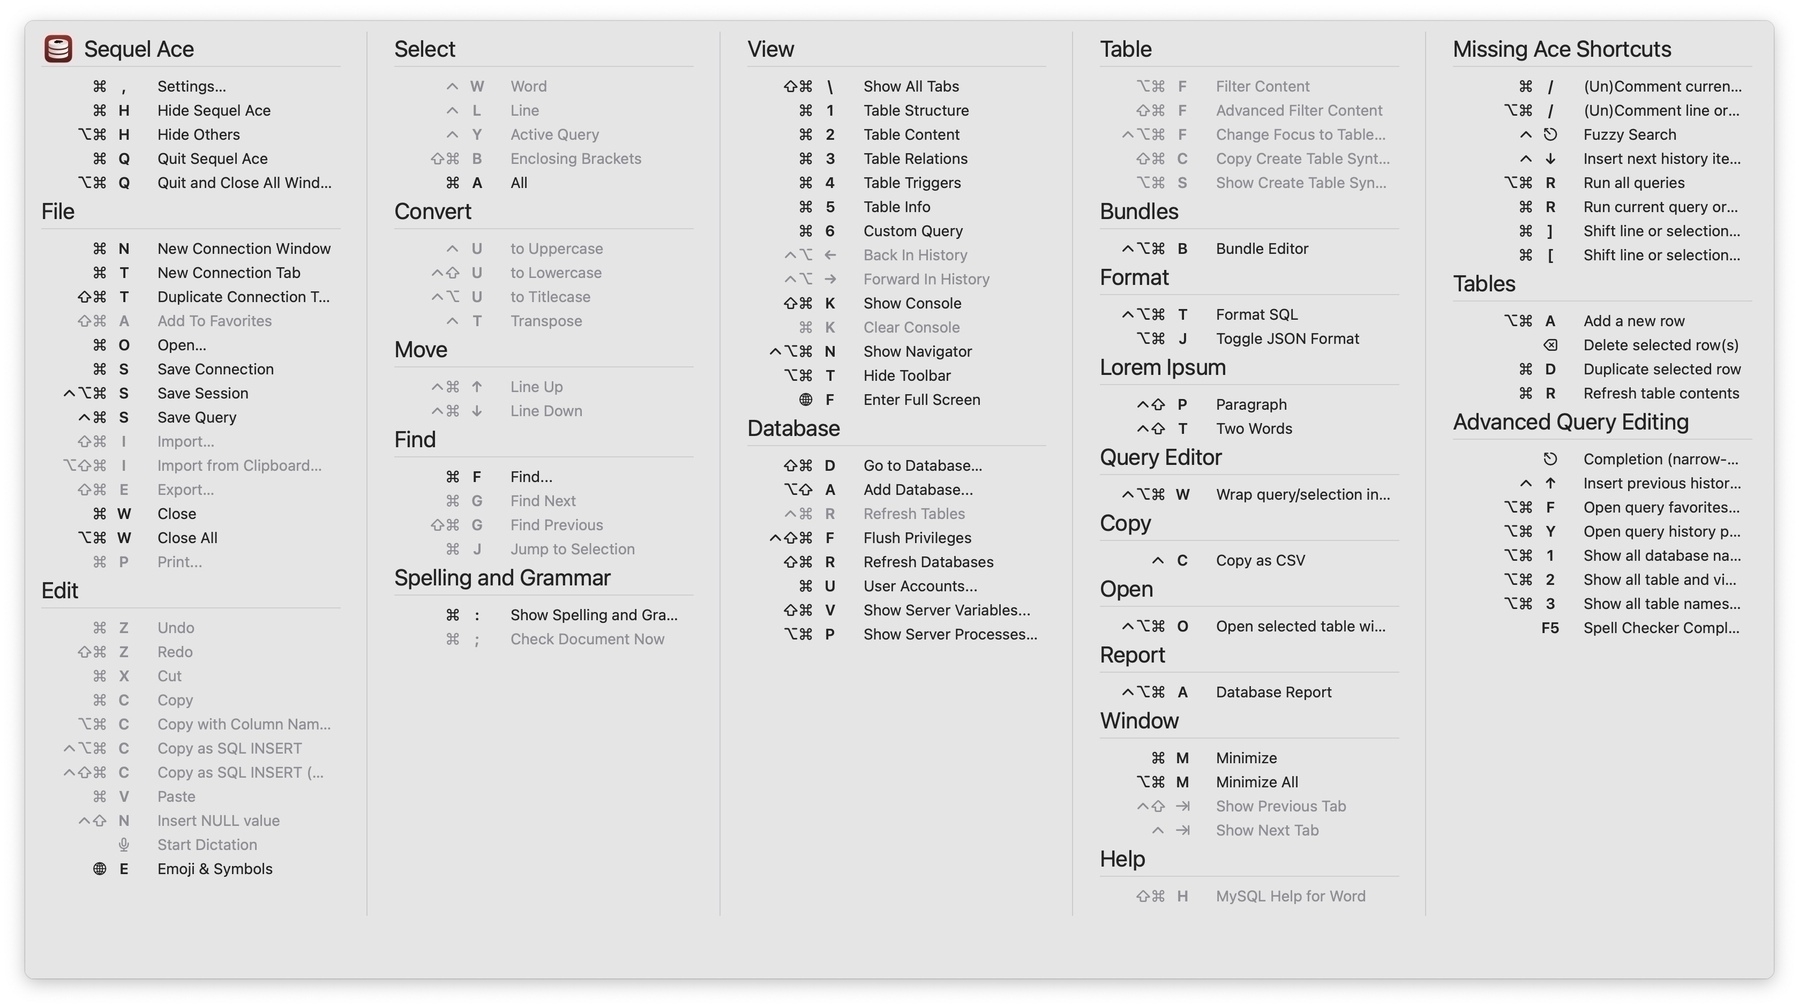 Sequel Ace
⌘ , Settings...
⌘ H Hide Sequel Ace
⌥⌘ H Hide Others
⌘ Q Quit Sequel Ace
⌥⌘ Q Quit and Close All Wind...
File
⌘ N New Connection Window
⌘ T New Connection Tab
⇧⌘ T Duplicate Connection T...
⇧⌘ A Add To Favorites
⌘ O Open...
⌘ S Save Connection
^⌥⌘ S Save Session
^⌘ S Save Query
⇧⌘ I Import...
⌥⇧⌘ I Import from Clipboard...
⇧⌘ E Export...
⌘ W Close
⌥⌘ W Close All
⌘ P Print...
Edit
⌘ Z Undo
⇧⌘ Z Redo
⌘ X Cut
⌘ C Copy
⌥⌘ C Copy with Column Nam...
^⌥⌘ C Copy as SQL INSERT
^⇧⌘ C Copy as SQL INSERT (...
⌘ V Paste
^⇧ N Insert NULL value
Start Dictation
🌐 E Emoji & Symbols
Select
^ W Word
^ L Line
^ Y Active Query
⇧⌘ B Enclosing Brackets
⌘ A All
Convert
^ U to Uppercase
^⇧ U to Lowercase
^⌥ U to Titlecase
^ T Transpose
Move
^⌘ ↑ Line Up
^⌘ ↓ Line Down
Find
⌘ F Find...
⌘ G Find Next
⇧⌘ G Find Previous
⌘ J Jump to Selection
Spelling and Grammar
⌘ : Show Spelling and Gra...
⌘ ; Check Document Now
View
⇧⌘ \ Show All Tabs
⌘ 1 Table Structure
⌘ 2 Table Content
⌘ 3 Table Relations
⌘ 4 Table Triggers
⌘ 5 Table Info
⌘ 6 Custom Query
^⌥ ← Back In History
^⌥ → Forward In History
⇧⌘ K Show Console
⌘ K Clear Console
^⌥⌘ N Show Navigator
⌥⌘ T Hide Toolbar
🌐 F Enter Full Screen
Database
⇧⌘ D Go to Database...
⌥⇧ A Add Database...
^⌘ R Refresh Tables
^⇧⌘ F Flush Privileges
⇧⌘ R Refresh Databases
⌘ U User Accounts...
⇧⌘ V Show Server Variables...
⌥⌘ P Show Server Processes...
Table
⌥⌘ F Filter Content
⇧⌘ F Advanced Filter Content
^⌥⌘ F Change Focus to Table...
⇧⌘ C Copy Create Table Synt...
⌥⌘ S Show Create Table Syn...
Bundles
^⌥⌘ B Bundle Editor
Format
^⌥⌘ T Format SQL
⌥⌘ J Toggle JSON Format
Lorem Ipsum
^⇧ P Paragraph
^⇧ T Two Words
Query Editor
^⌥⌘ W Wrap query/selection in...
Copy
^ C Copy as CSV
Open
^⌥⌘ O Open selected table wi...
Report
^⌥⌘ A Database Report
Window
⌘ M Minimize
⌥⌘ M Minimize All
^⇧ ⇥ Show Previous Tab
^ ⇥ Show Next Tab
Help
⇧⌘ H MySQL Help for Word
Missing Ace Shortcuts
⌘ / (Un)Comment curren...
⌥⌘ / (Un)Comment line or...
^ ⎋ Fuzzy Search
^ ↓ Insert next history ite...
⌥⌘ R Run all queries
⌘ R Run current query or...
⌘ ] Shift line or selection...
⌘ [ Shift line or selection...
Tables
⌥⌘ A Add a new row
⌫ Delete selected row(s)
⌘ D Duplicate selected row
⌘ R Refresh table contents
Advanced Query Editing
⎋ Completion (narrow-...
^ ↑ Insert previous histor...
⌥⌘ F Open query favorites...
⌥⌘ Y Open query history p...
⌥⌘ 1 Show all database na...
⌥⌘ 2 Show all table and vi...
⌥⌘ 3 Show all table names...
F5 Spell Checker Compl...